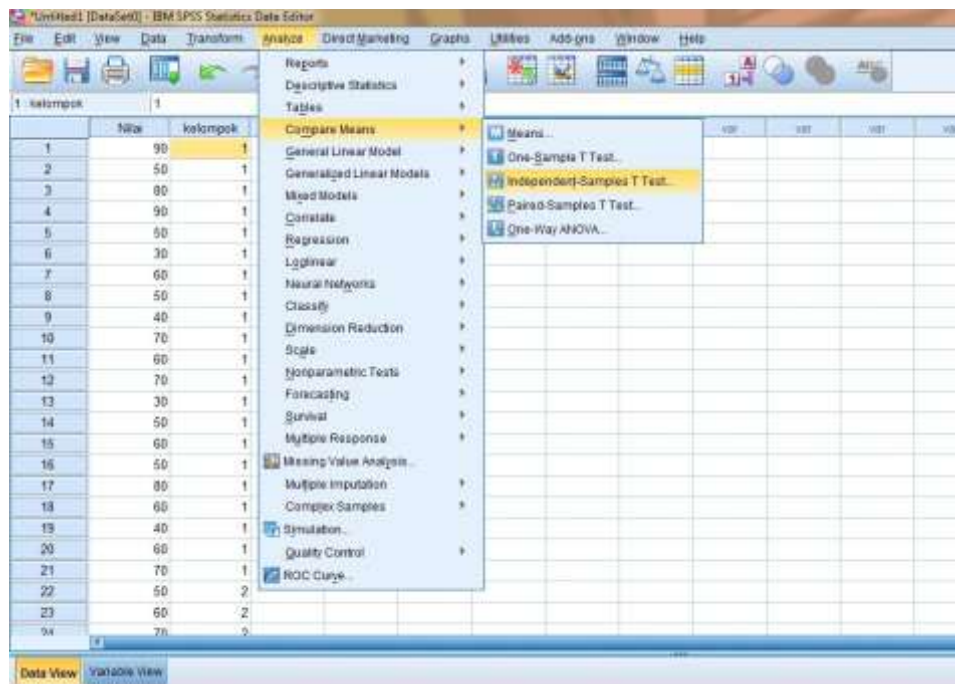 *Untitled1 [DataSet0] - IBM SPSS Statistics Data Editor
File Edit View Data Transform Analyze Direct Marketing Graphs Utilities Add-ons Window Help
1 : kelompok 1
Nilai kelompok var var var
1 90 1
2 50 1
3 80 1
4 90 1
5 50 1
6 30 1
7 60 1
8 50 1
9 40 1
10 70 1
11 60 1
12 70 1
13 30 1
14 50 1
15 60 1
16 50 1
17 80 1
18 60 1
19 40 1
20 60 1
21 70 1
22 50 2
23 60 2
24 70 2
Reports
Descriptive Statistics
Tables
Compare Means
General Linear Model
Generalized Linear Models
Mixed Models
Correlate
Regression
Loglinear
Neural Networks
Classify
Dimension Reduction
Scale
Nonparametric Tests
Forecasting
Survival
Multiple Response
Missing Value Analysis...
Multiple Imputation
Complex Samples
Simulation...
Quality Control
ROC Curve...
Means...
One-Sample T Test...
Independent-Samples T Test...
Paired-Samples T Test...
One-Way ANOVA...
Data View Variable View